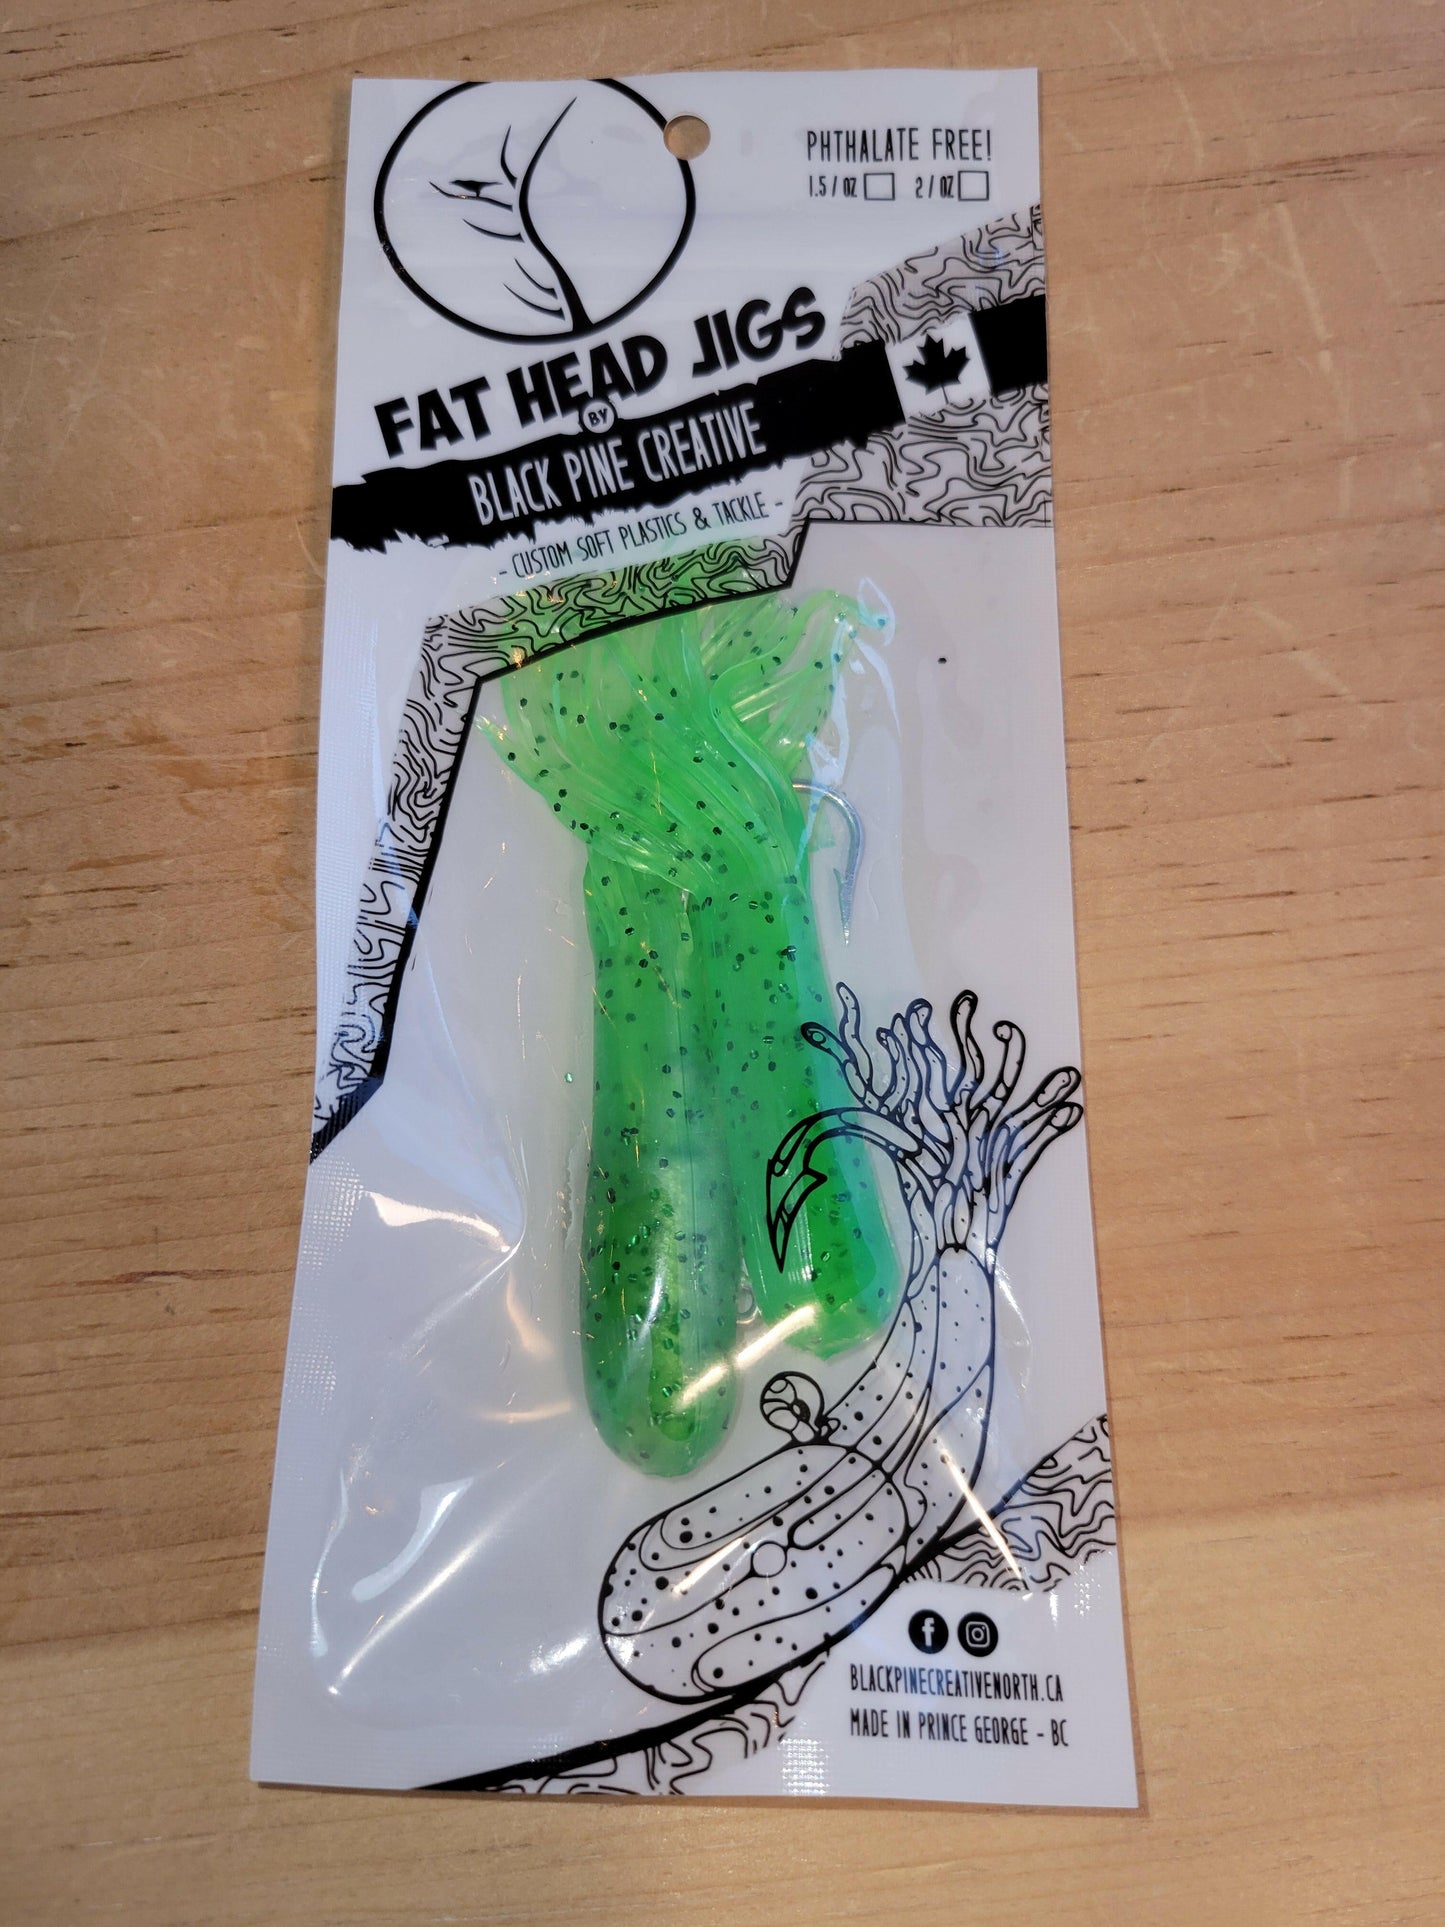 PHTHALATE FREE!
1.5/OZ 2/OZ
FAT HEAD JIGS
BY
BLACK PINE CREATIVE
- CUSTOM SOFT PLASTICS & TACKLE -
BLACKPINECREATIVENORTH.CA
MADE IN PRINCE GEORGE - BC